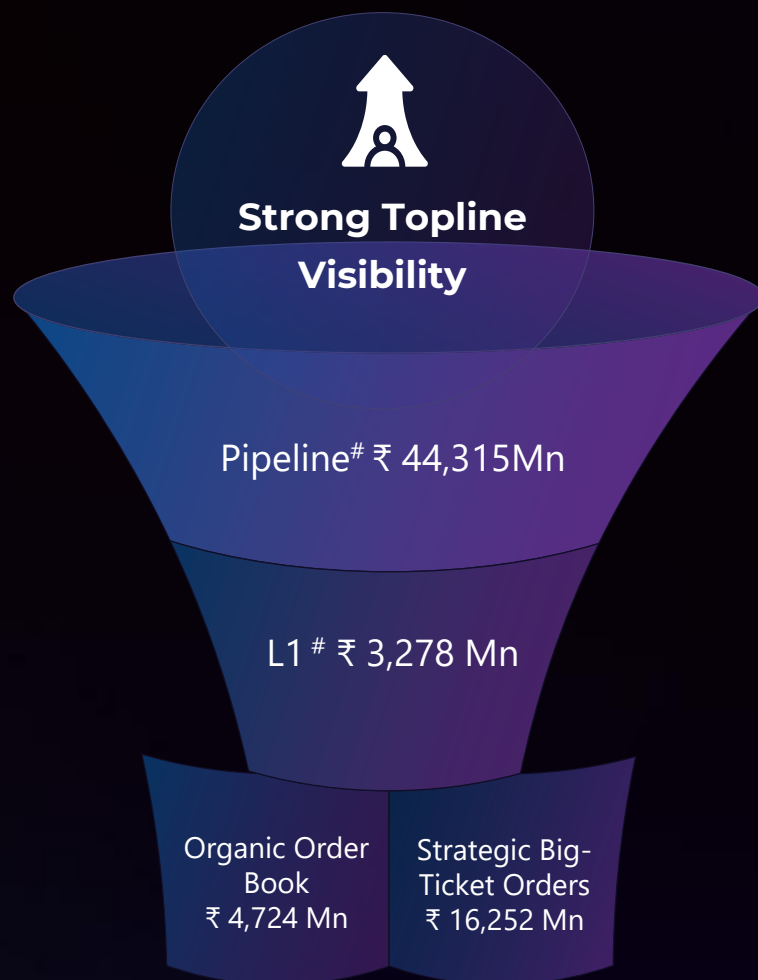 Strong Topline
Visibility
Pipeline# ₹ 44,315Mn
L1 # ₹ 3,278 Mn
Organic Order
Book
₹ 4,724 Mn
Strategic Big-
Ticket Orders
₹ 16,252 Mn